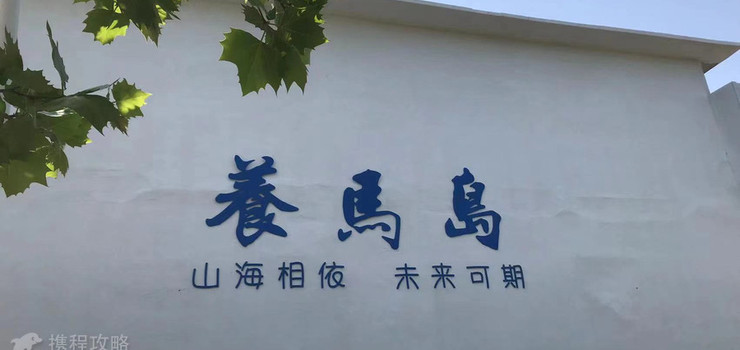 養馬島
山海相依 未来可期
携程攻略